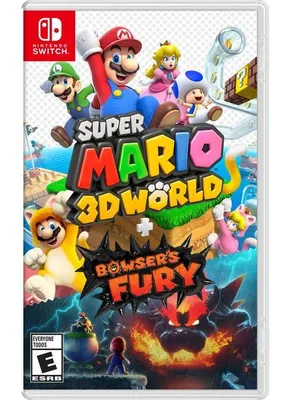 NINTENDO
SWITCH
?
SUPER
MARIO
3D WORLD
+
BOWSER'S
FURY
EVERYONE
TODOS
E
ESRB